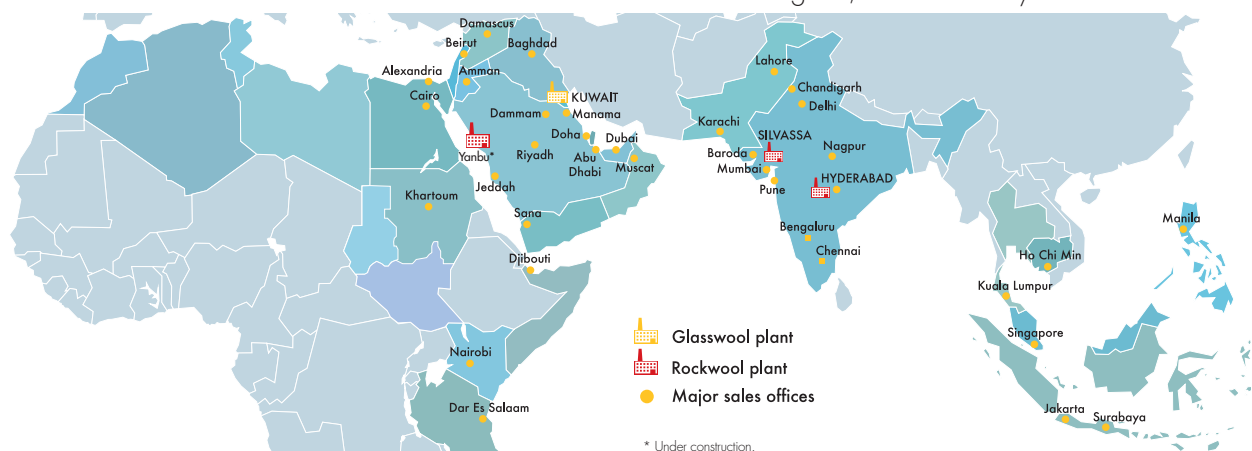 Damascus
Beirut
Baghdad
Alexandria
Amman
Cairo
KUWAIT
Dammam
Manama
Doha
Dubai
Yanbu*
Riyadh
Abu
Dhabi
Muscat
Jeddah
Khartoum
Sana
Djibouti
Nairobi
Dar Es Salaam
Lahore
Chandigarh
Delhi
Karachi
SILVASSA
Baroda
Nagpur
Mumbai
HYDERABAD
Pune
Bengaluru
Chennai
Manila
Ho Chi Min
Kuala Lumpur
Singapore
Jakarta
Surabaya
Glasswool plant
Rockwool plant
Major sales offices
* Under construction.